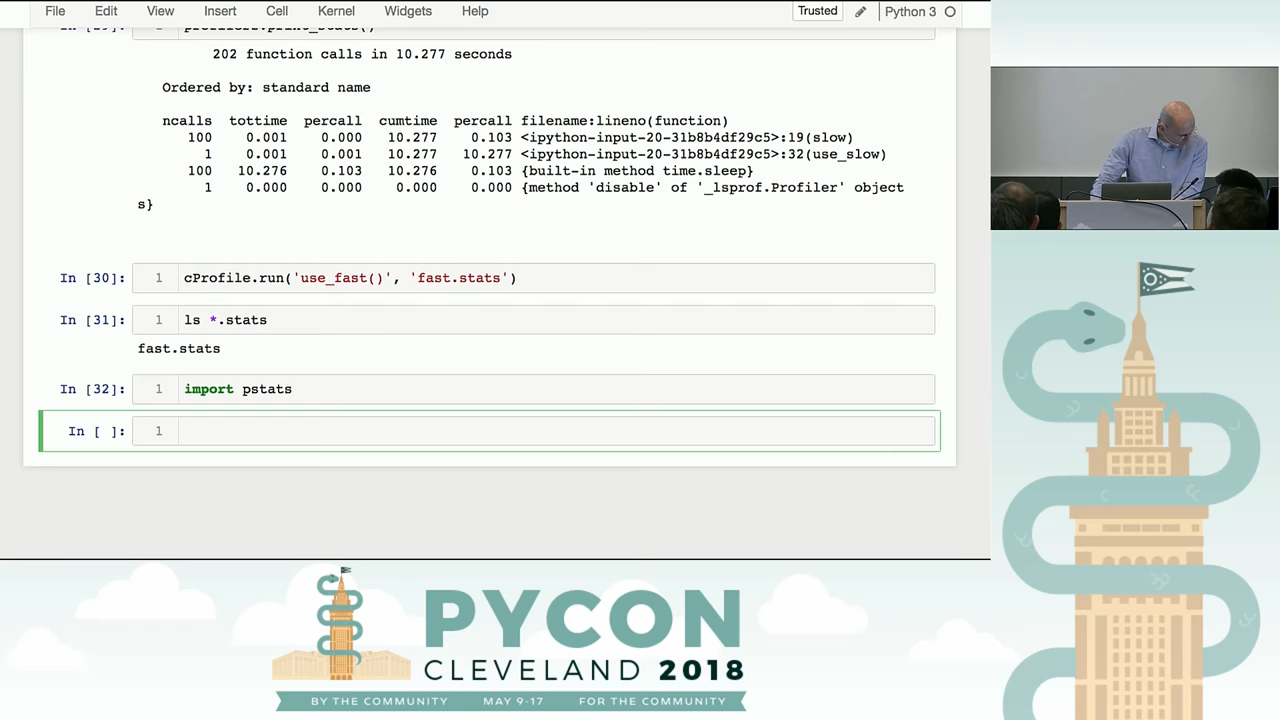 File Edit View Insert Cell Kernel Widgets Help Trusted Python 3
202 function calls in 10.277 seconds
Ordered by: standard name
ncalls tottime percall cumtime percall filename:lineno(function)
100 0.001 0.000 10.277 0.103 <ipython-input-20-31b8b4df29c5>:19(slow)
1 0.001 0.001 10.277 10.277 <ipython-input-20-31b8b4df29c5>:32(use_slow)
100 10.276 0.103 10.276 0.103 {built-in method time.sleep}
1 0.000 0.000 0.000 0.000 {method 'disable' of '_lsprof.Profiler' object
s}
In [30]: 1 cProfile.run('use_fast()', 'fast.stats')
In [31]: 1 ls *.stats
fast.stats
In [32]: 1 import pstats
In [ ]: 1
PYCON
CLEVELAND 2018
BY THE COMMUNITY MAY 9-17 FOR THE COMMUNITY